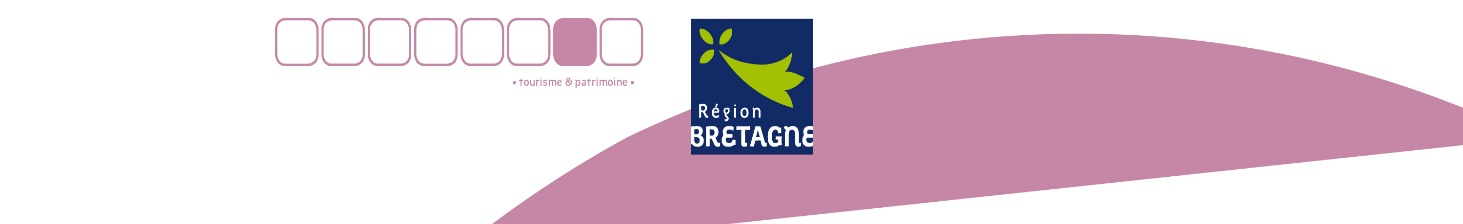 ▪ tourisme & patrimoine ▪
Région
BRETAGNE